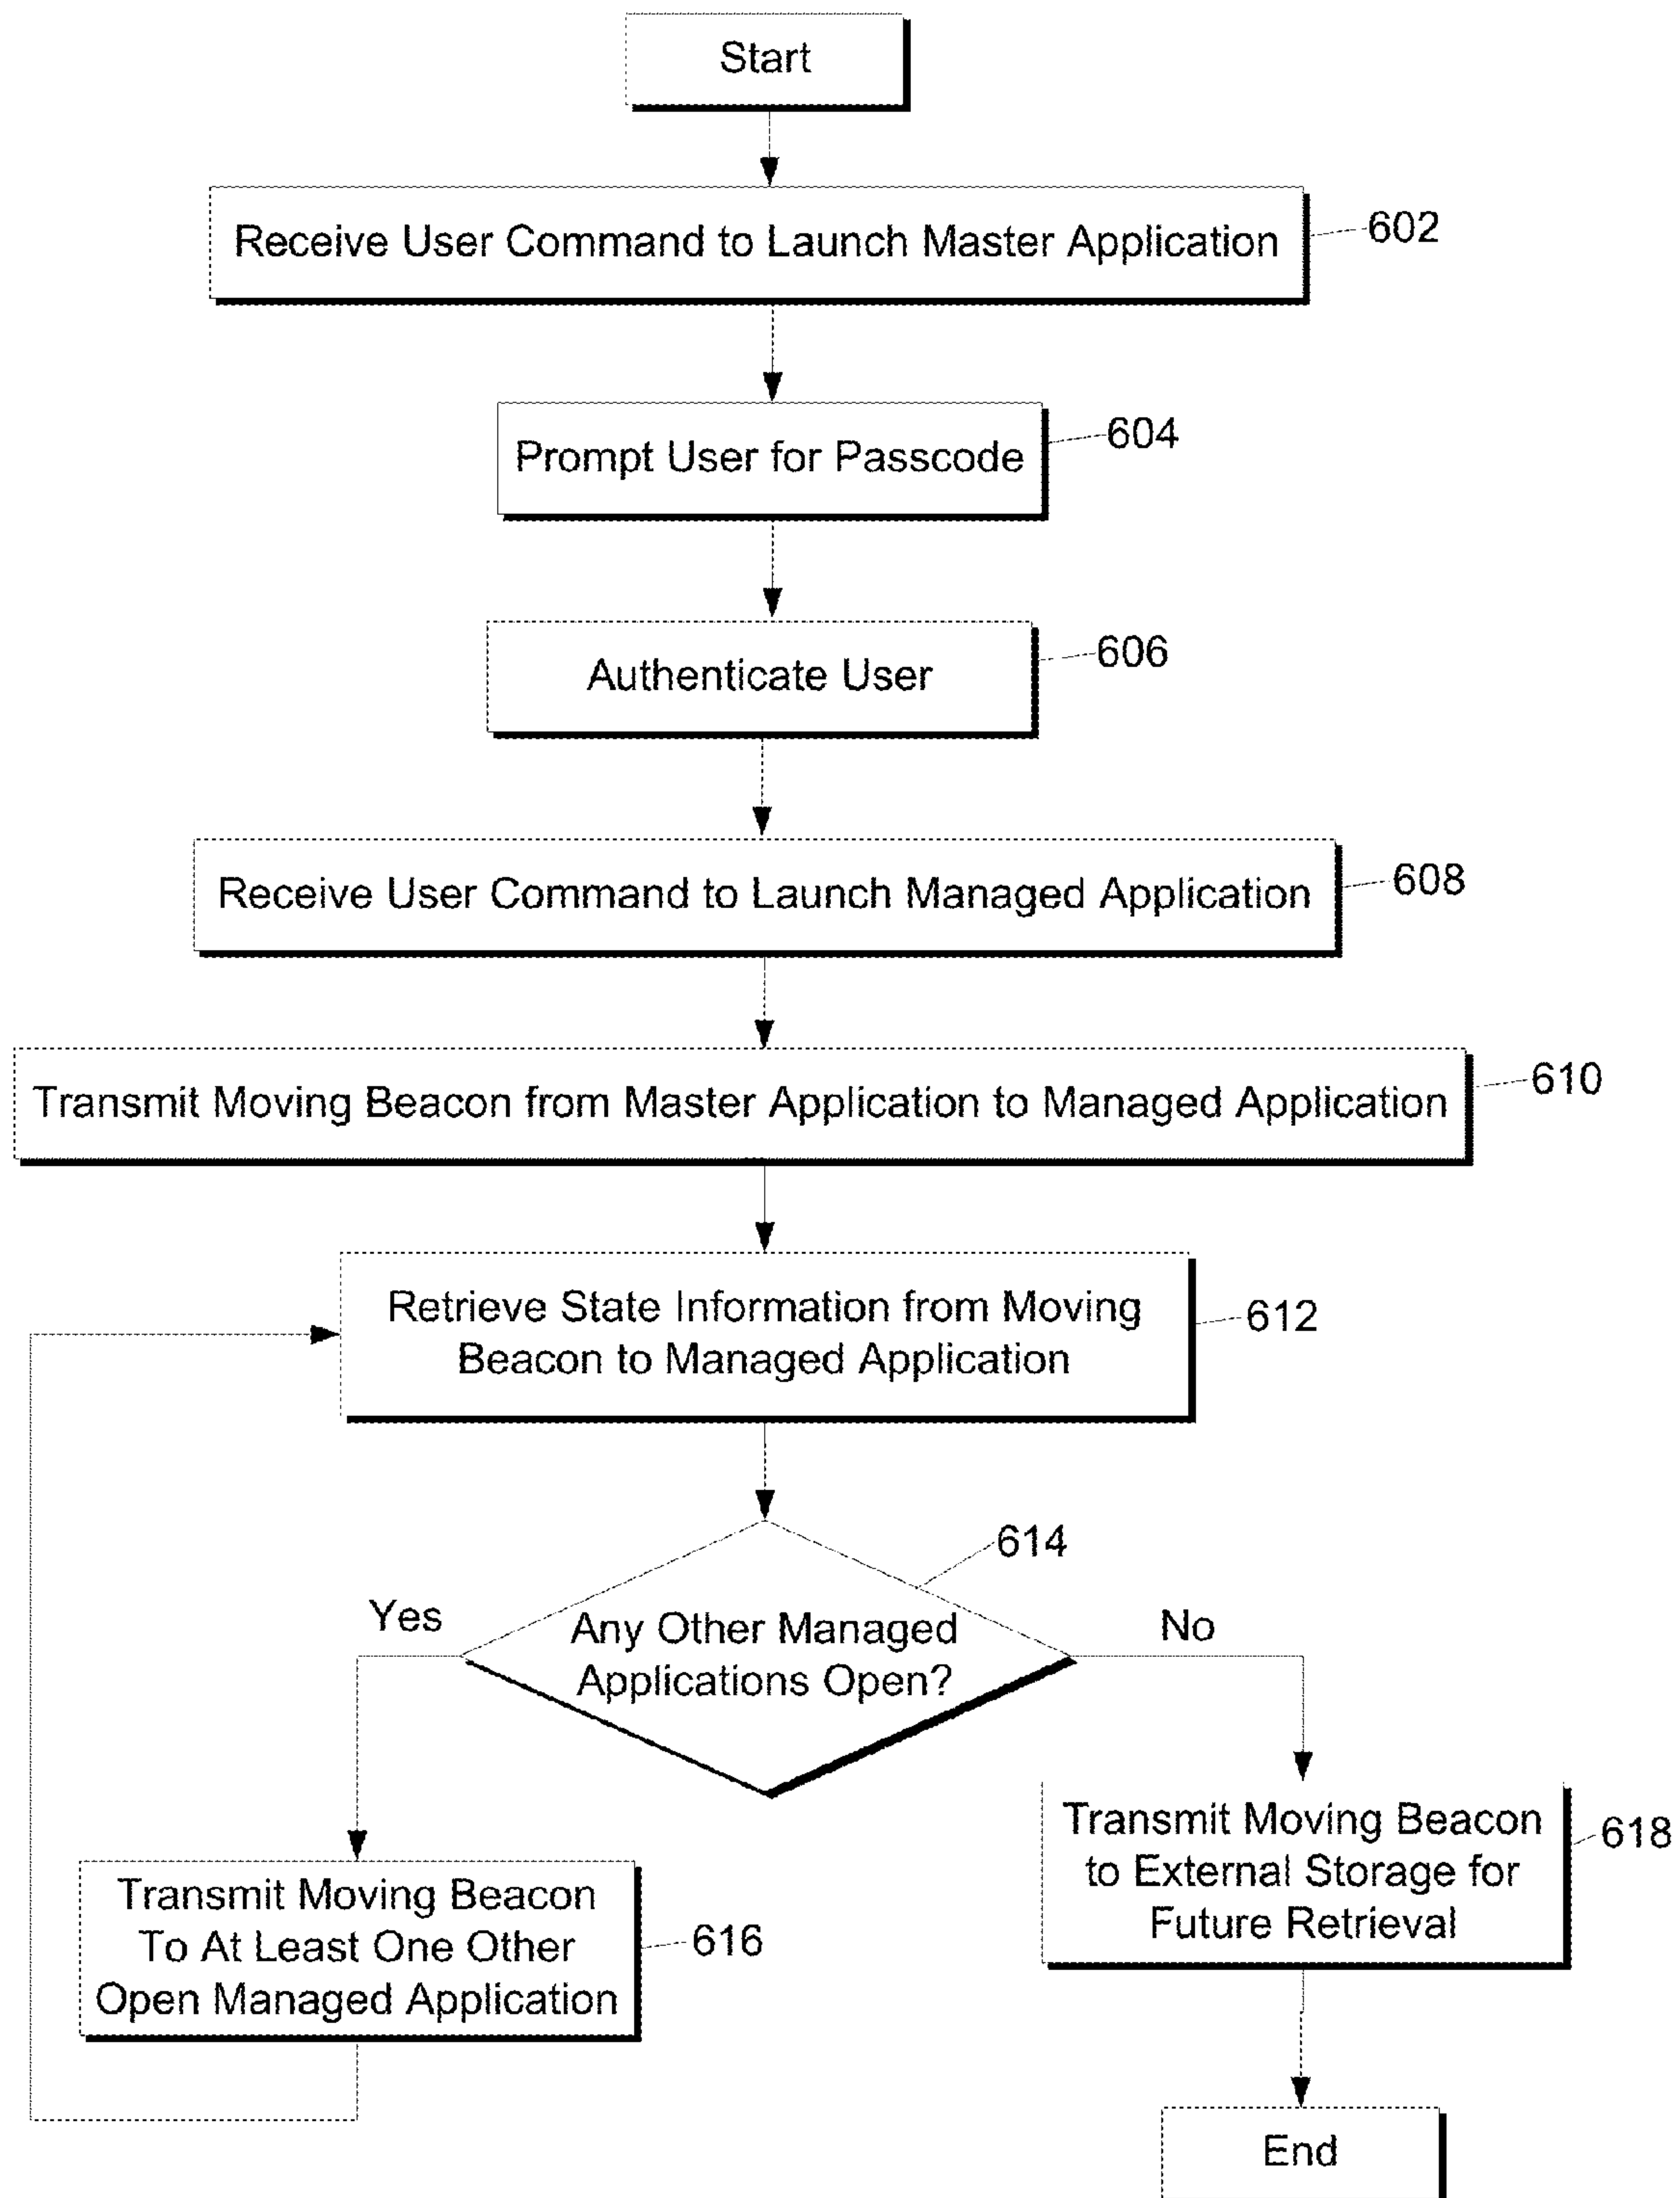 Start
Receive User Command to Launch Master Application
602
Prompt User for Passcode
604
Authenticate User
606
Receive User Command to Launch Managed Application
608
Transmit Moving Beacon from Master Application to Managed Application
610
Retrieve State Information from Moving
Beacon to Managed Application
612
614
Yes
Any Other Managed
Applications Open?
No
Transmit Moving Beacon
To At Least One Other
Open Managed Application
616
Transmit Moving Beacon
to External Storage for
Future Retrieval
618
End